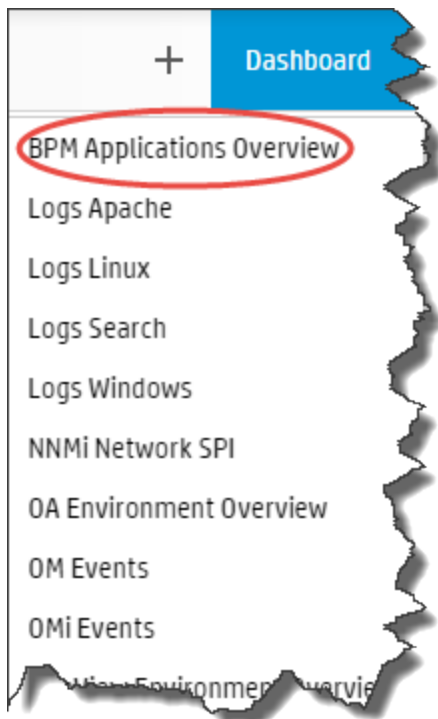 + Dashboard
BPM Applications Overview
Logs Apache
Logs Linux
Logs Search
Logs Windows
NNMi Network SPI
OA Environment Overview
OM Events
OMi Events